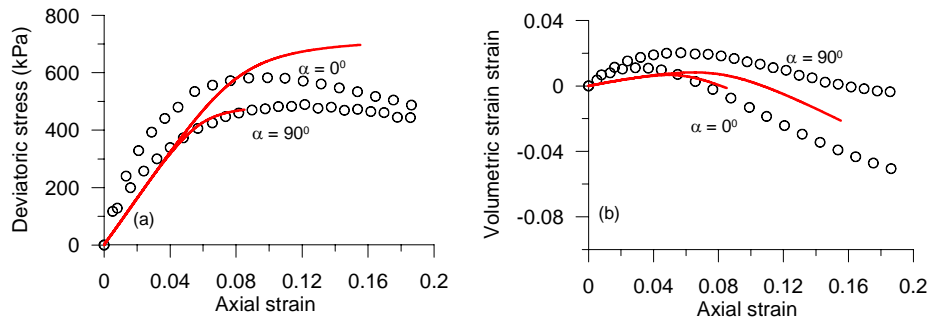 Deviatoric stress (kPa)
800
600
400
200
0
α = 0⁰
α = 90⁰
(a)
0 0.04 0.08 0.12 0.16 0.2
Axial strain
Volumetric strain strain
0.04
0
-0.04
-0.08
α = 90⁰
α = 0⁰
(b)
0 0.04 0.08 0.12 0.16 0.2
Axial strain